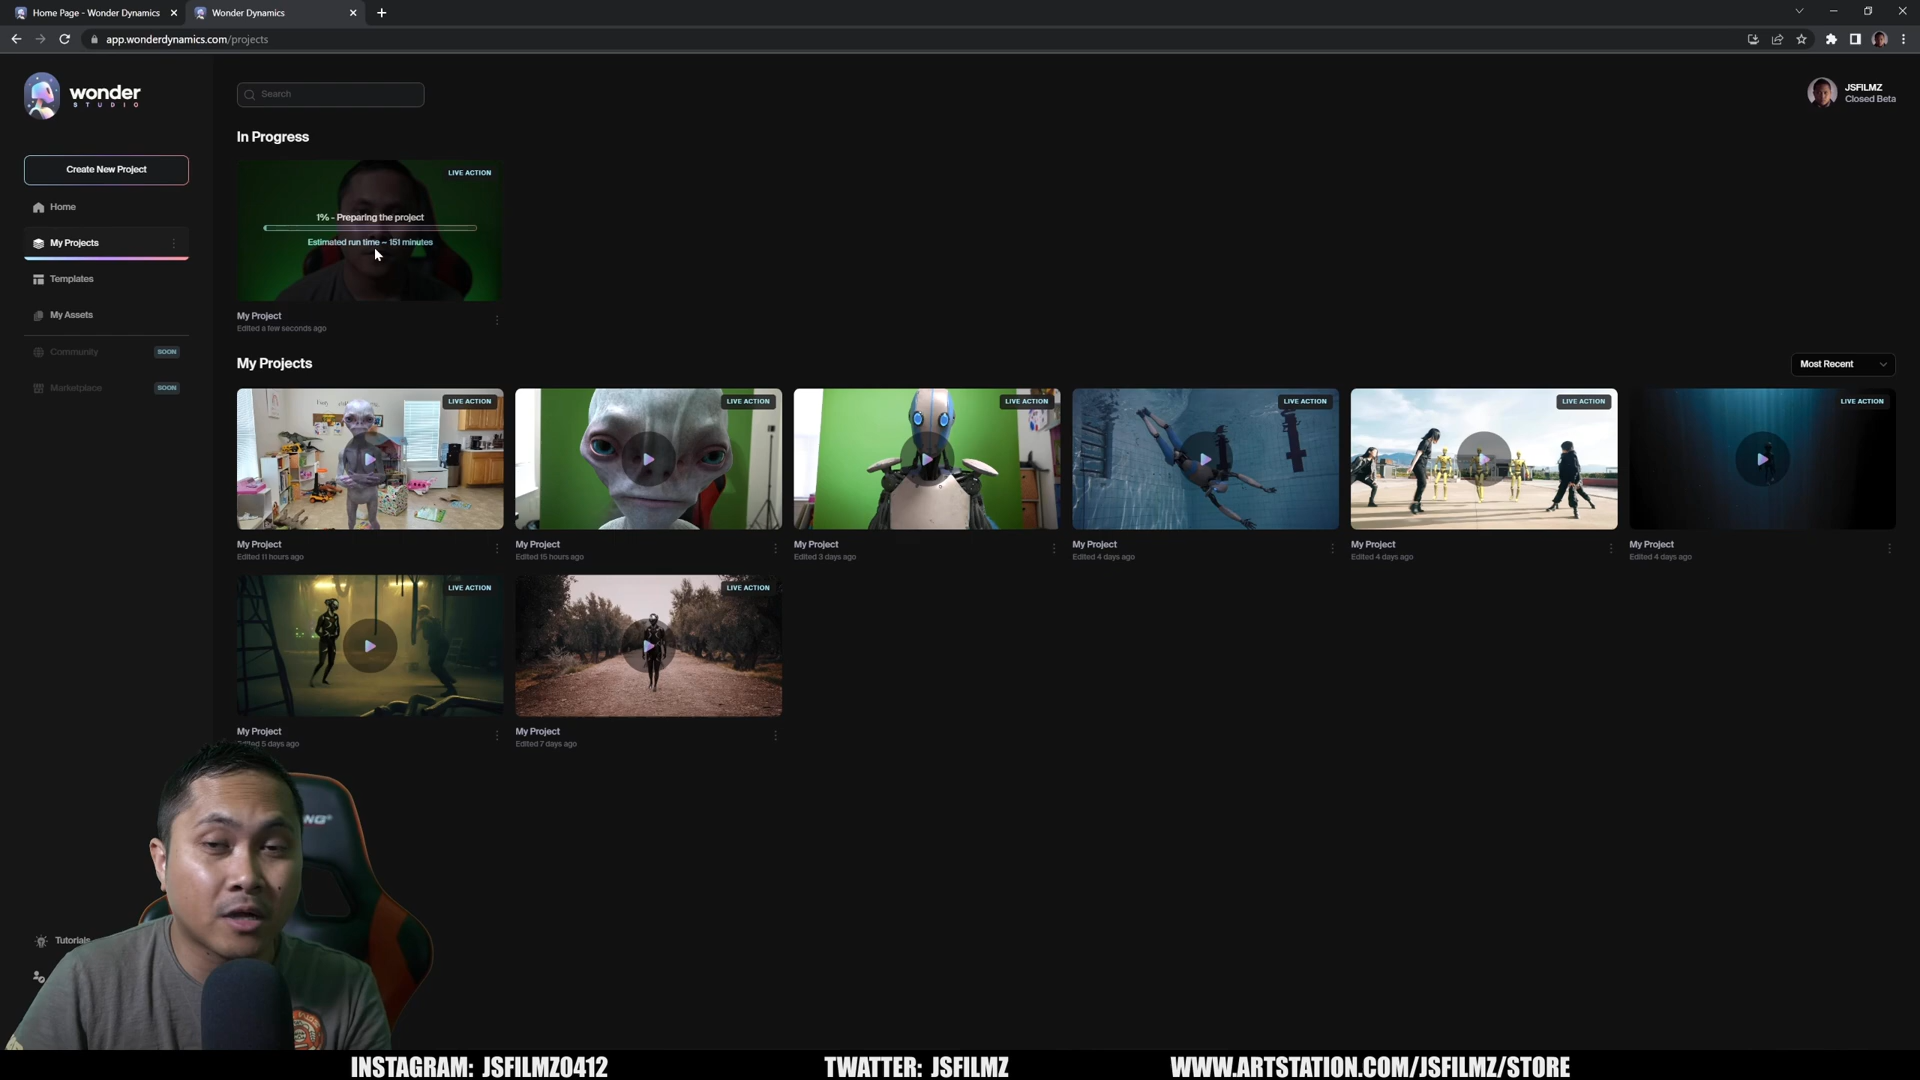 Home Page - Wonder Dynamics
Wonder Dynamics
app.wonderdynamics.com/projects
wonder
STUDIO
Search
JSFILMZ
Closed Beta
In Progress
Create New Project
LIVE ACTION
1% - Preparing the project
Estimated run time ~ 151 minutes
Home
My Projects
Templates
My Assets
My Project
Edited a few seconds ago
Community SOON
Marketplace SOON
My Projects
Most Recent
LIVE ACTION LIVE ACTION LIVE ACTION LIVE ACTION LIVE ACTION LIVE ACTION
My Project My Project My Project My Project My Project My Project
Edited 11 hours ago Edited 15 hours ago Edited 3 days ago Edited 4 days ago Edited 4 days ago Edited 4 days ago
LIVE ACTION LIVE ACTION
My Project My Project
Edited 5 days ago Edited 7 days ago
Tutorials
INSTAGRAM: JSFILMZ0412 TWATTER: JSFILMZ WWW.ARTSTATION.COM/JSFILMZ/STORE